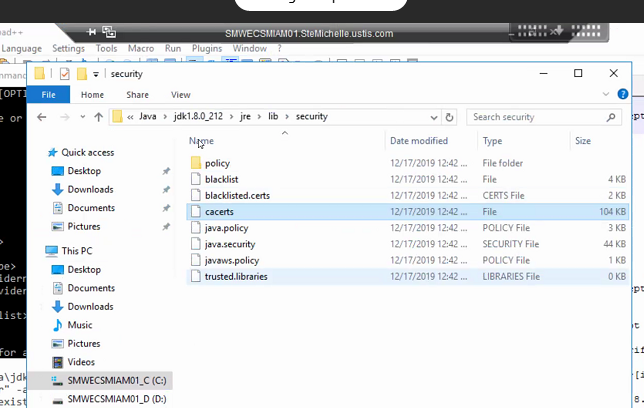 SMWECSMIAM01.SteMichelle.ustis.com
Language Settings Tools Macro Run Plugins Window ?
security
File Home Share View
« Java > jdk1.8.0_212 > jre > lib > security
Search security
Name Date modified Type Size
Quick access
Desktop
Downloads
Documents
Pictures
This PC
Desktop
Documents
Downloads
Music
Pictures
Videos
SMWECSMIAM01_C (C:)
SMWECSMIAM01_D (D:)
policy 12/17/2019 12:42 ... File folder
blacklist 12/17/2019 12:42 ... File 4 KB
blacklisted.certs 12/17/2019 12:42 ... CERTS File 2 KB
cacerts 12/17/2019 12:42 ... File 104 KB
java.policy 12/17/2019 12:42 ... POLICY File 3 KB
java.security 12/17/2019 12:42 ... SECURITY File 44 KB
javaws.policy 12/17/2019 12:42 ... POLICY File 1 KB
trusted.libraries 12/17/2019 12:42 ... LIBRARIES File 0 KB